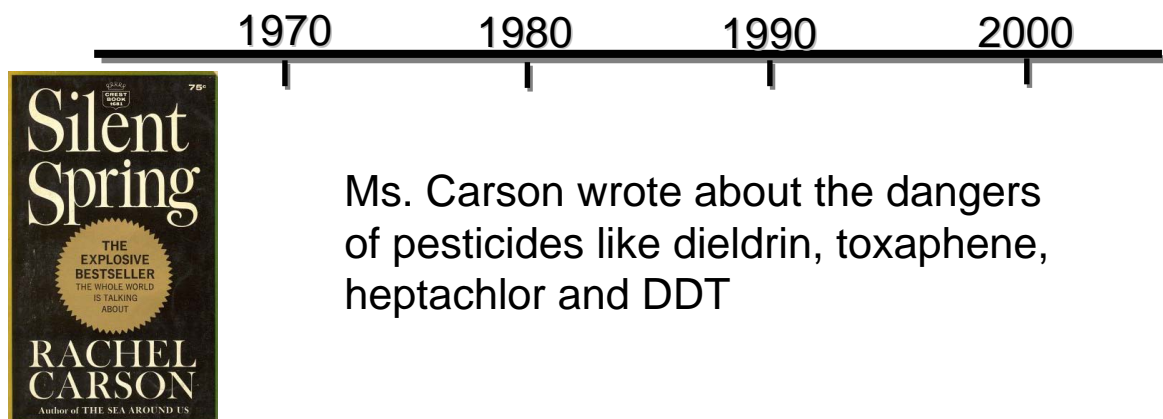 1970 1980 1990 2000
CREST
BOOK
75¢
Silent
Spring
THE
EXPLOSIVE
BESTSELLER
THE WHOLE WORLD
IS TALKING
ABOUT
RACHEL
CARSON
Author of THE SEA AROUND US
Ms. Carson wrote about the dangers
of pesticides like dieldrin, toxaphene,
heptachlor and DDT